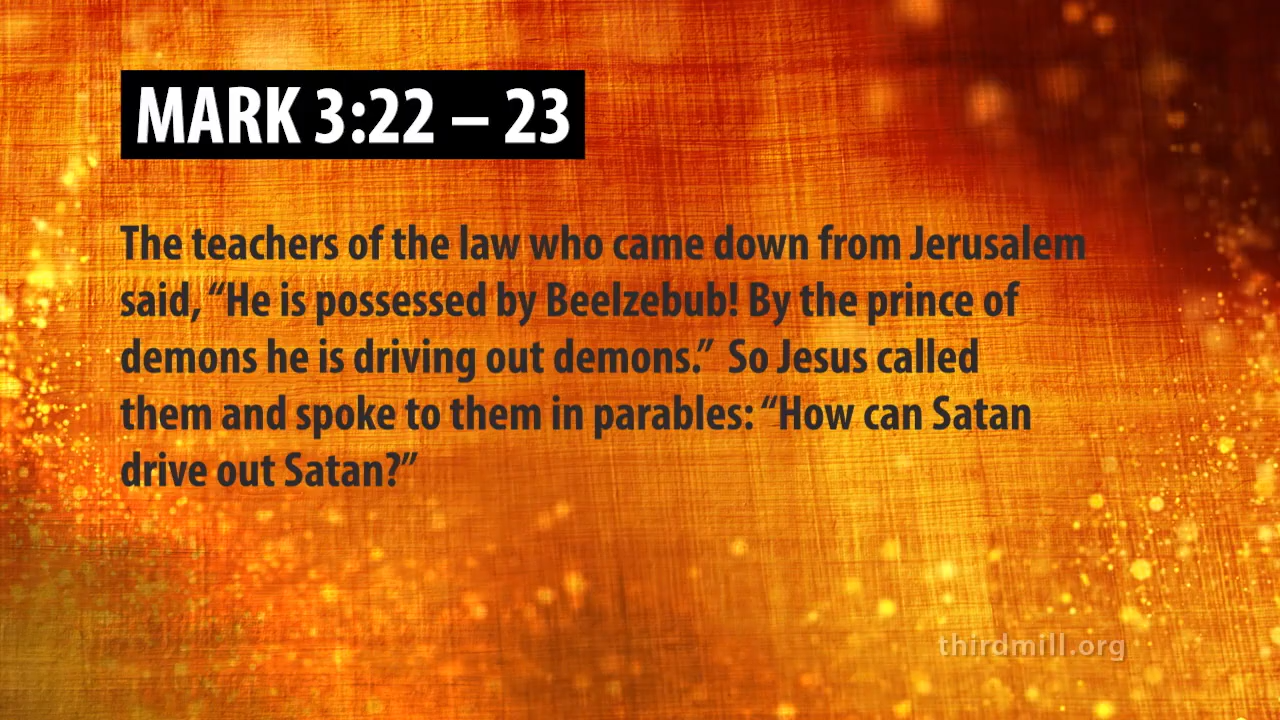 MARK 3:22 – 23
The teachers of the law who came down from Jerusalem
said, “He is possessed by Beelzebub! By the prince of
demons he is driving out demons.”  So Jesus called
them and spoke to them in parables: “How can Satan
drive out Satan?”
thirdmill.org